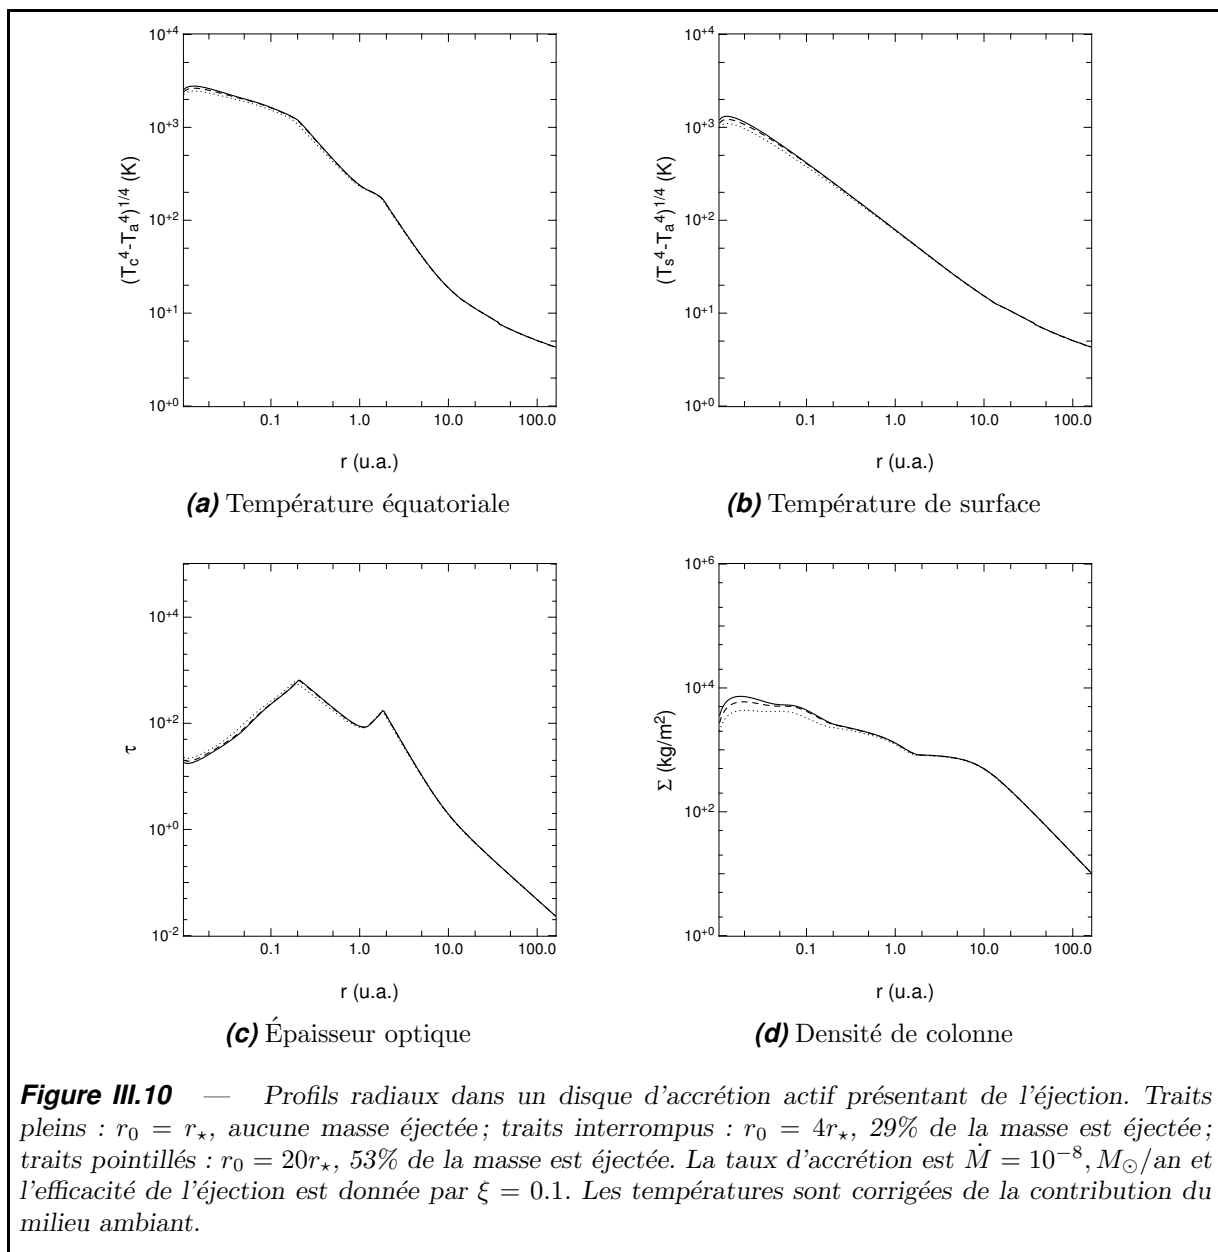 10+4
10+3
10+2
10+1
10+0
(Tc4-Ta4)1/4 (K)
0.1 1.0 10.0 100.0
r (u.a.)
(a) Température équatoriale
10+4
10+3
10+2
10+1
10+0
(Ts4-Ta4)1/4 (K)
0.1 1.0 10.0 100.0
r (u.a.)
(b) Température de surface
10+4
10+2
10+0
10-2
τ
0.1 1.0 10.0 100.0
r (u.a.)
(c) Épaisseur optique
10+6
10+4
10+2
10+0
Σ (kg/m2)
0.1 1.0 10.0 100.0
r (u.a.)
(d) Densité de colonne
Figure III.10 — Profils radiaux dans un disque d'accrétion actif présentant de l'éjection. Traits
pleins : r0 = r⋆, aucune masse éjectée ; traits interrompus : r0 = 4r⋆, 29% de la masse est éjectée ;
traits pointillés : r0 = 20r⋆, 53% de la masse est éjectée. La taux d'accrétion est Ṁ = 10−8, M⊙/an et
l'efficacité de l'éjection est donnée par ξ = 0.1. Les températures sont corrigées de la contribution du
milieu ambiant.